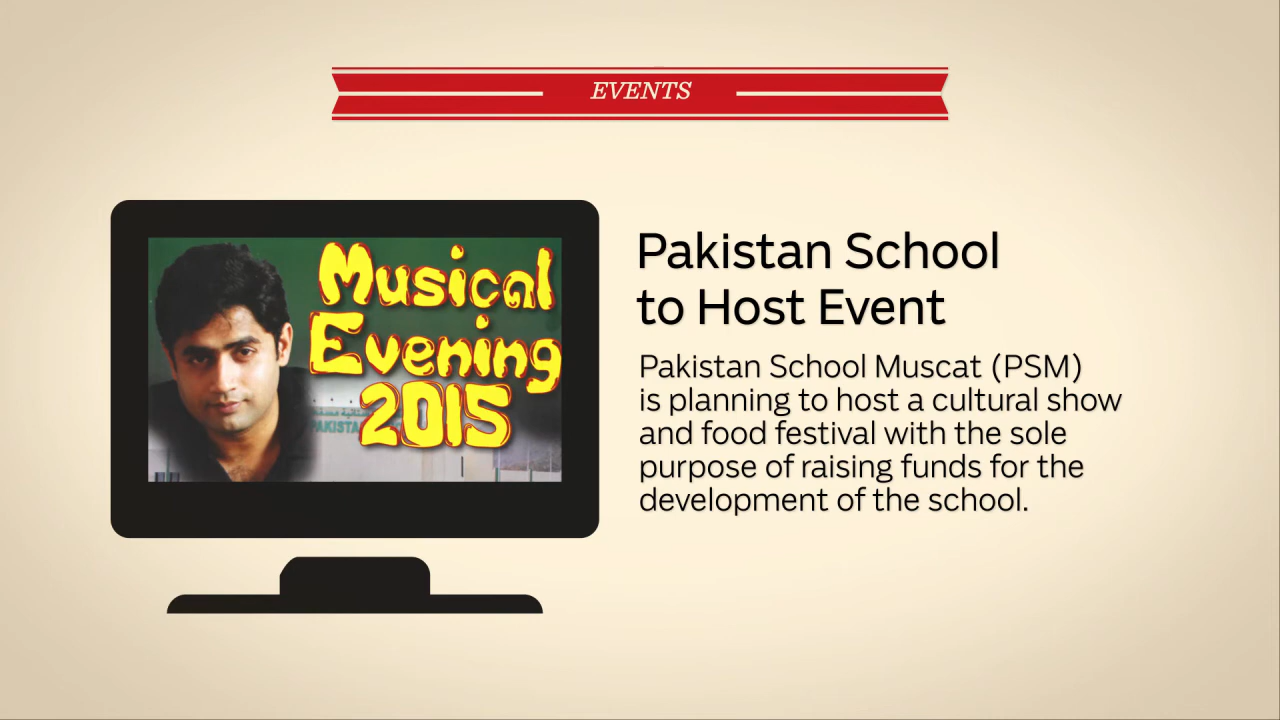 EVENTS
Musical
Evening
2015
Pakistan School
to Host Event
Pakistan School Muscat (PSM)
is planning to host a cultural show
and food festival with the sole
purpose of raising funds for the
development of the school.